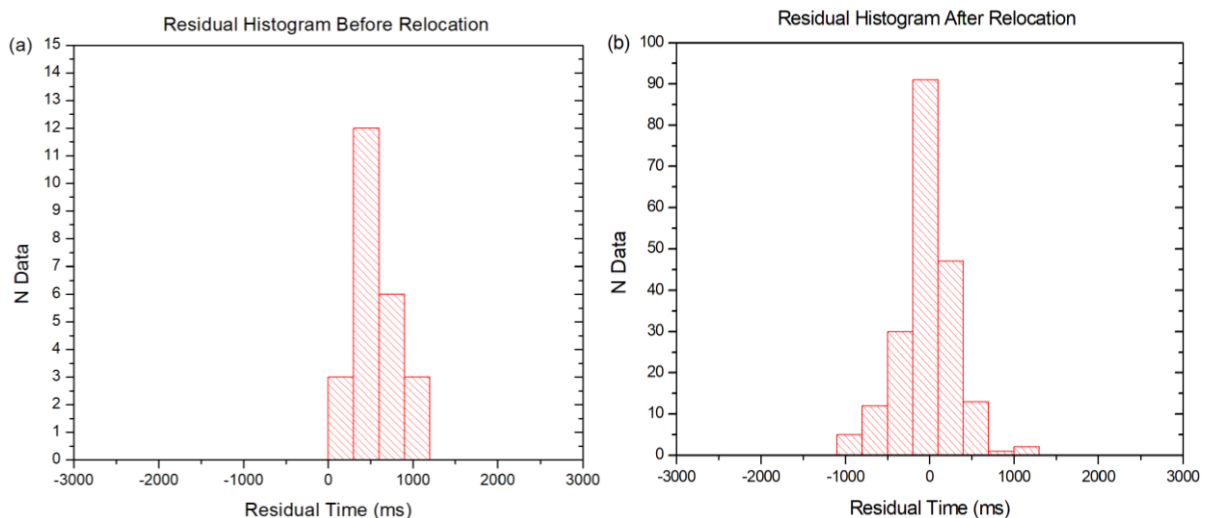 (a)
Residual Histogram Before Relocation
15
14
13
12
11
10
9
8
7
6
5
4
3
2
1
0
N Data
-3000 -2000 -1000 0 1000 2000 3000
Residual Time (ms)
(b)
Residual Histogram After Relocation
100
90
80
70
60
50
40
30
20
10
0
N Data
-3000 -2000 -1000 0 1000 2000 3000
Residual Time (ms)